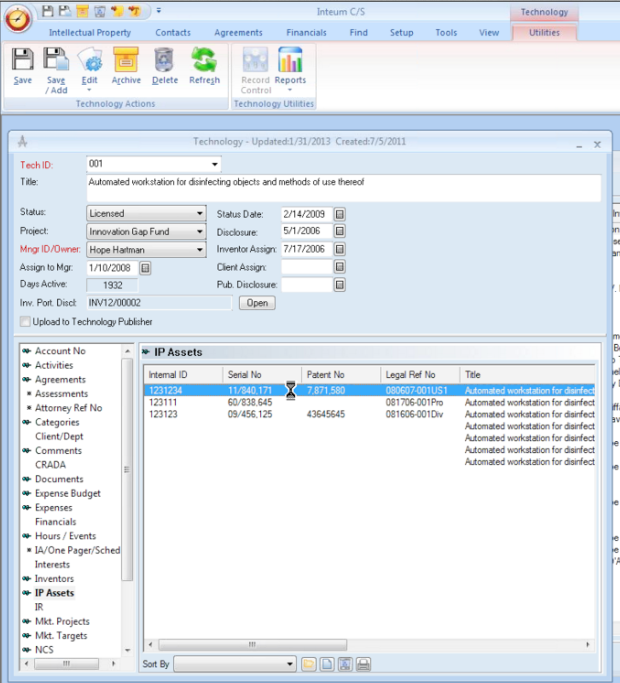 Inteum C/S
Technology
Intellectual Property Contacts Agreements Financials Find Setup Tools View Utilities
Save Save / Add Edit Archive Delete Refresh Record Control Reports
Technology Actions Technology Utilities
Technology - Updated:1/31/2013 Created:7/5/2011
Tech ID: 001
Title: Automated workstation for disinfecting objects and methods of use thereof
Status: Licensed Status Date: 2/14/2009
Project: Innovation Gap Fund Disclosure: 5/1/2006
Mngr ID/Owner: Hope Hartman Inventor Assign: 7/17/2006
Assign to Mgr: 1/10/2008 Client Assign:
Days Active: 1932 Pub. Disclosure:
Inv. Port. Discl: INV12/00002 Open
Upload to Technology Publisher
Account No
Activities
Agreements
Assessments
Attorney Ref No
Categories
Client/Dept
Comments
CRADA
Documents
Expense Budget
Expenses
Financials
Hours / Events
IA/One Pager/Sched
Interests
Inventors
IP Assets
IR
Mkt. Projects
Mkt. Targets
NCS
IP Assets
Internal ID Serial No Patent No Legal Ref No Title
1231234 11/840,171 7,871,580 080607-001US1 Automated workstation for disinfect
123111 60/838,645 081706-001Pro Automated workstation for disinfect
123123 09/456,125 43645645 081606-001Div Automated workstation for disinfect
Automated workstation for disinfect
Automated workstation for disinfect
Automated workstation for disinfect
Automated workstation for disinfect
Sort By